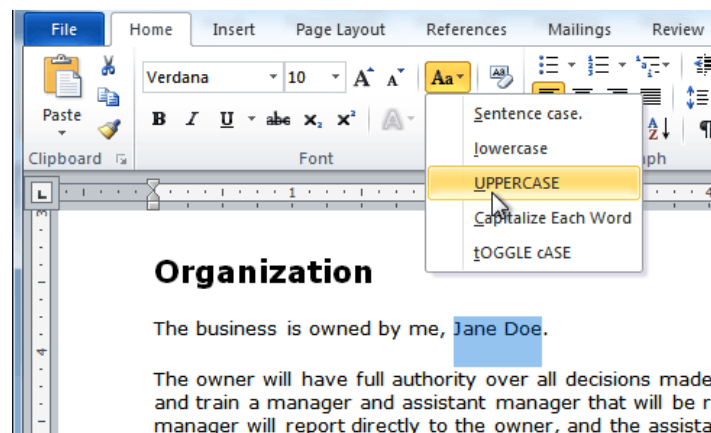 File Home Insert Page Layout References Mailings Review
Verdana 10 A A Aa
Paste B I U abc x₂ x² A
Clipboard Font
L 1 4
Sentence case.
lowercase
UPPERCASE
Capitalize Each Word
tOGGLE cASE
Organization
The business is owned by me, Jane Doe.
The owner will have full authority over all decisions made
and train a manager and assistant manager that will be r
manager will report directly to the owner, and the assista